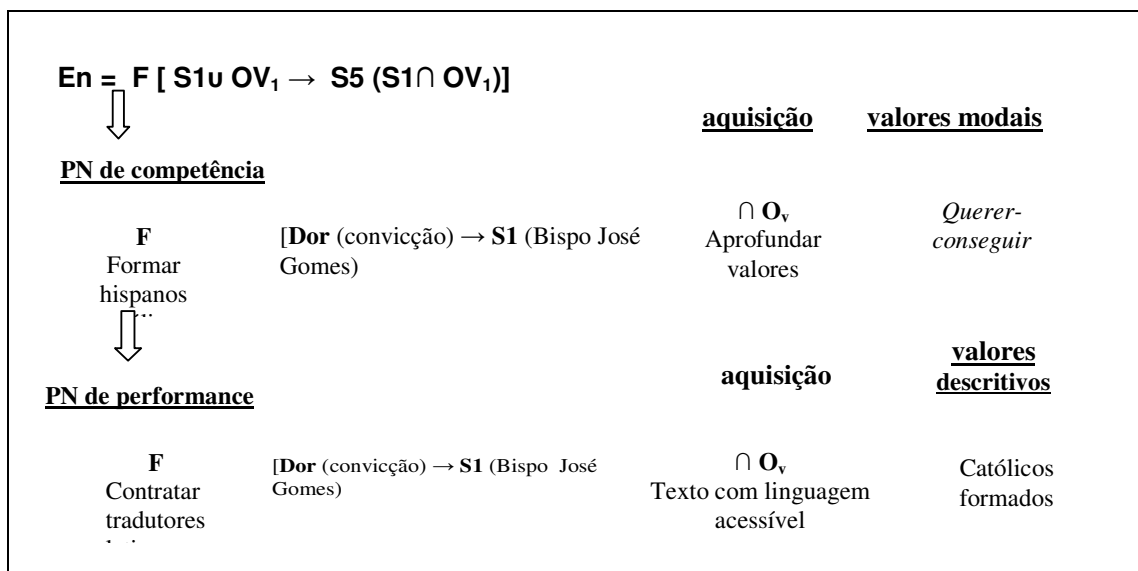 En = F [ S1∪ OV₁ → S5 (S1∩ OV₁)]
aquisição valores modais
PN de competência
F
Formar
hispanos
[Dor (convicção) → S1 (Bispo José
Gomes)
∩ Oᵥ
Aprofundar
valores
Querer-
conseguir
PN de performance
aquisição
valores
descritivos
F
Contratar
tradutores
[Dor (convicção) → S1 (Bispo José
Gomes)
∩ Oᵥ
Texto com linguagem
acessível
Católicos
formados